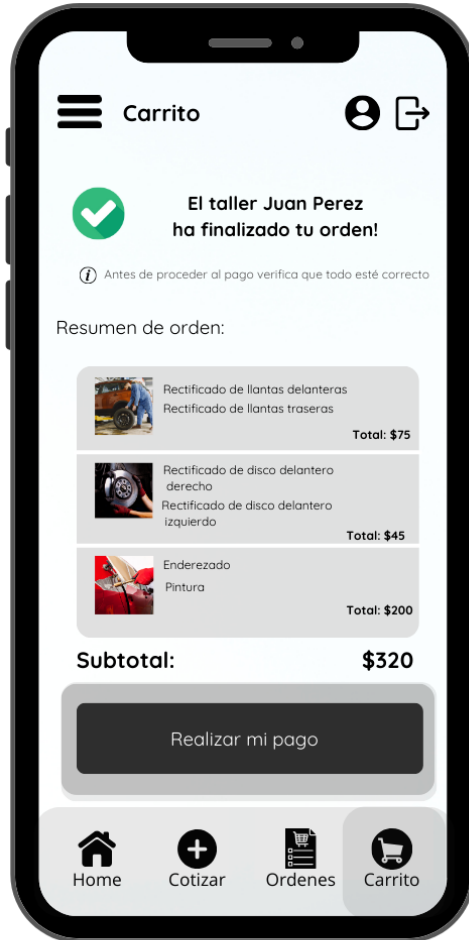 Carrito
El taller Juan Perez
ha finalizado tu orden!
i Antes de proceder al pago verifica que todo esté correcto
Resumen de orden:
Rectificado de llantas delanteras
Rectificado de llantas traseras
Total: $75
Rectificado de disco delantero
derecho
Rectificado de disco delantero
izquierdo
Total: $45
Enderezado
Pintura
Total: $200
Subtotal: $320
Realizar mi pago
Home Cotizar Ordenes Carrito